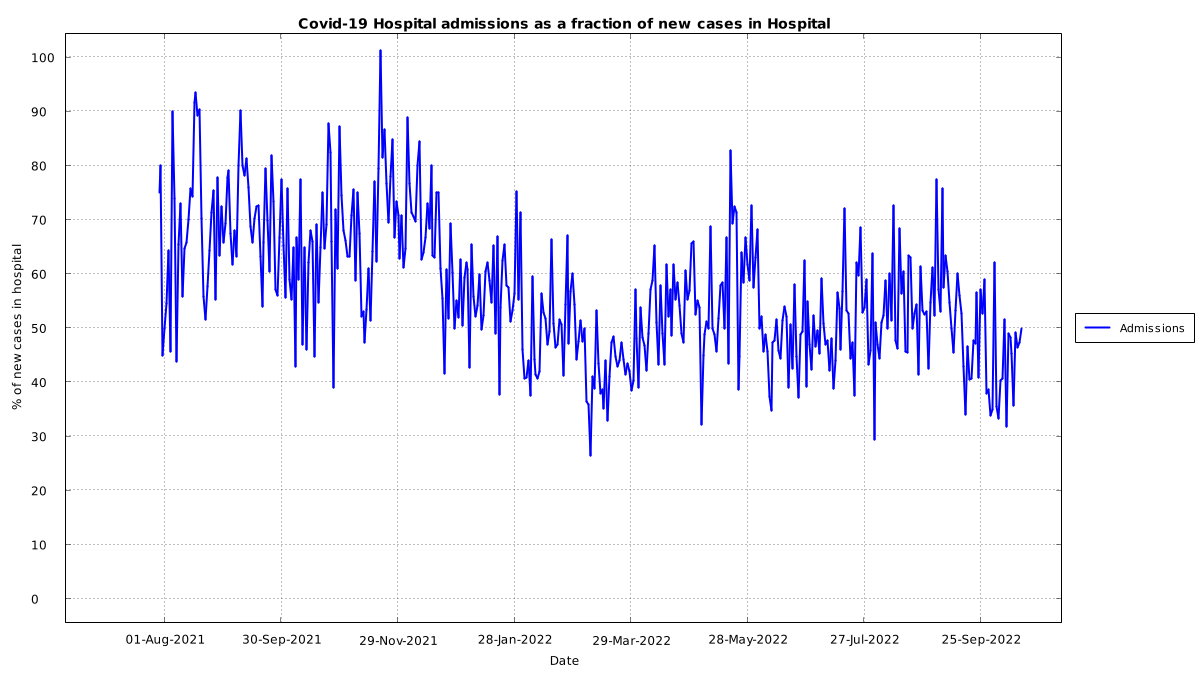 Covid-19 Hospital admissions as a fraction of new cases in Hospital
100
90
80
70
60
50
40
30
20
10
0
% of new cases in hospital
01-Aug-2021 30-Sep-2021 29-Nov-2021 28-Jan-2022 29-Mar-2022 28-May-2022 27-Jul-2022 25-Sep-2022
Date
Admissions